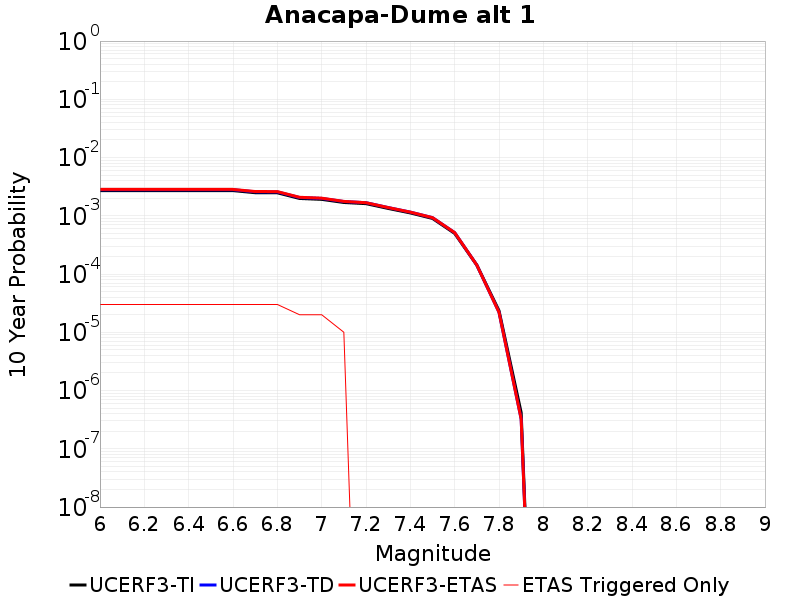 Anacapa-Dume alt 1
10 Year Probability
10^0
10^-1
10^-2
10^-3
10^-4
10^-5
10^-6
10^-7
10^-8
6 6.2 6.4 6.6 6.8 7 7.2 7.4 7.6 7.8 8 8.2 8.4 8.6 8.8 9
Magnitude
UCERF3-TI UCERF3-TD UCERF3-ETAS ETAS Triggered Only